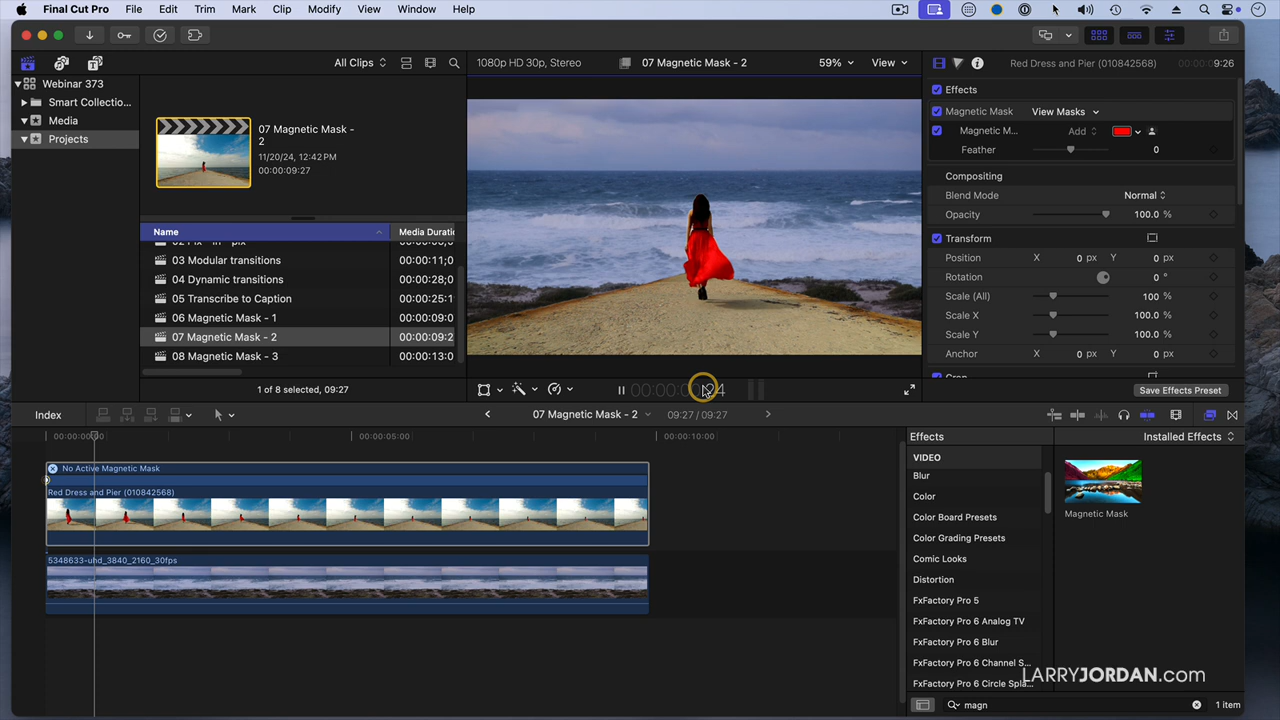 Final Cut Pro File Edit Trim Mark Clip Modify View Window Help
All Clips
1080p HD 30p, Stereo
07 Magnetic Mask - 2
59%
View
Red Dress and Pier (010842568)
9:26
Webinar 373
Smart Collectio...
Media
Projects
07 Magnetic Mask -
2
11/20/24, 12:42 PM
00:00:09:27
Name
Media Duratio
03 Modular transitions
00:00:11;0
04 Dynamic transitions
00:00:28;0
05 Transcribe to Caption
00:00:25:1
06 Magnetic Mask - 1
00:00:09:0
07 Magnetic Mask - 2
00:00:09:2
08 Magnetic Mask - 3
00:00:13:0
1 of 8 selected, 09:27
Effects
Magnetic Mask
View Masks
Magnetic M...
Add
Feather
0
Compositing
Blend Mode
Normal
Opacity
100.0 %
Transform
Position
X 0 px Y 0 px
Rotation
0 °
Scale (All)
100 %
Scale X
100.0 %
Scale Y
100.0 %
Anchor
X 0 px Y 0 px
Save Effects Preset
Index
07 Magnetic Mask - 2
09:27 / 09:27
00:00:05:00
00:00:10:00
No Active Magnetic Mask
Red Dress and Pier (010842568)
5348633-uhd_3840_2160_30fps
Effects
Installed Effects
VIDEO
Blur
Color
Color Board Presets
Color Grading Presets
Comic Looks
Distortion
FxFactory Pro 5
FxFactory Pro 6 Analog TV
FxFactory Pro 6 Blur
FxFactory Pro 6 Channel S...
FxFactory Pro 6 Circle Spla...
Magnetic Mask
LARRYJORDAN.com
magn
1 item